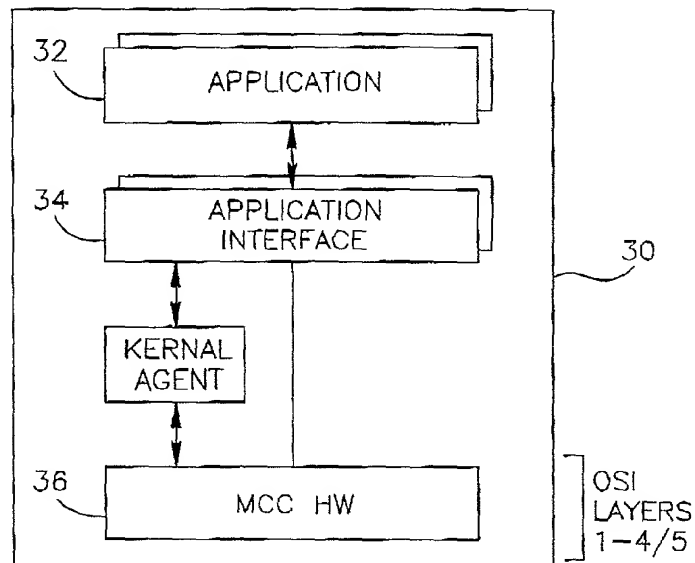 32
APPLICATION
34
APPLICATION
INTERFACE
30
KERNAL
AGENT
36
MCC HW
OSI
LAYERS
1-4/5